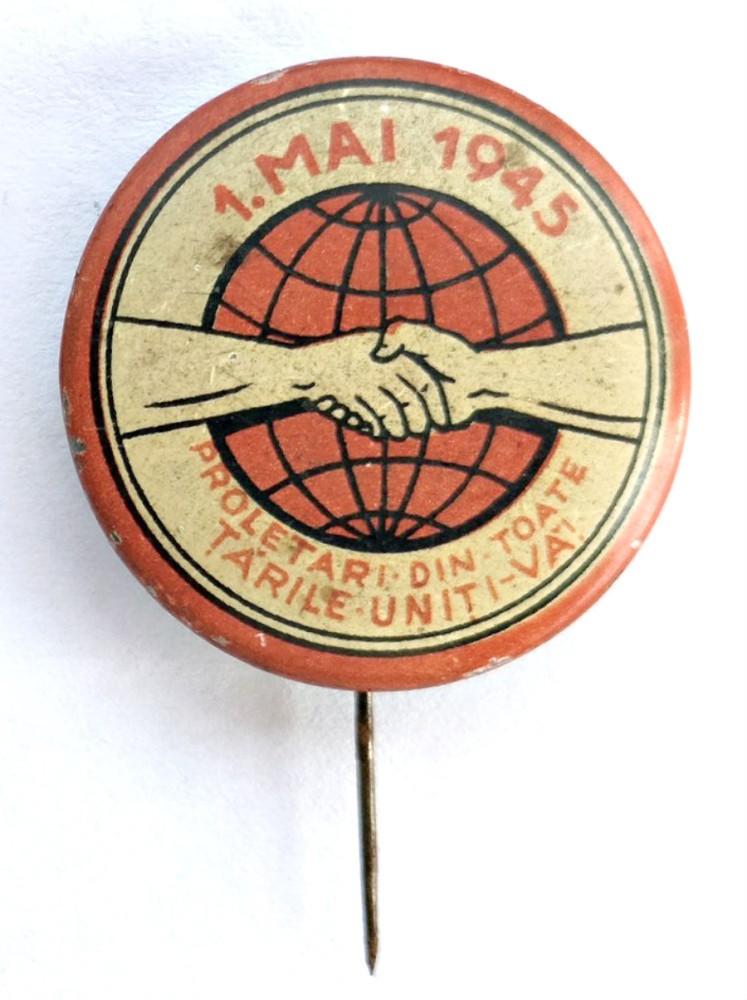 1. MAI 1945
PROLETARI·DIN·TOATE
ȚĂRILE·UNIȚI-VĂ!